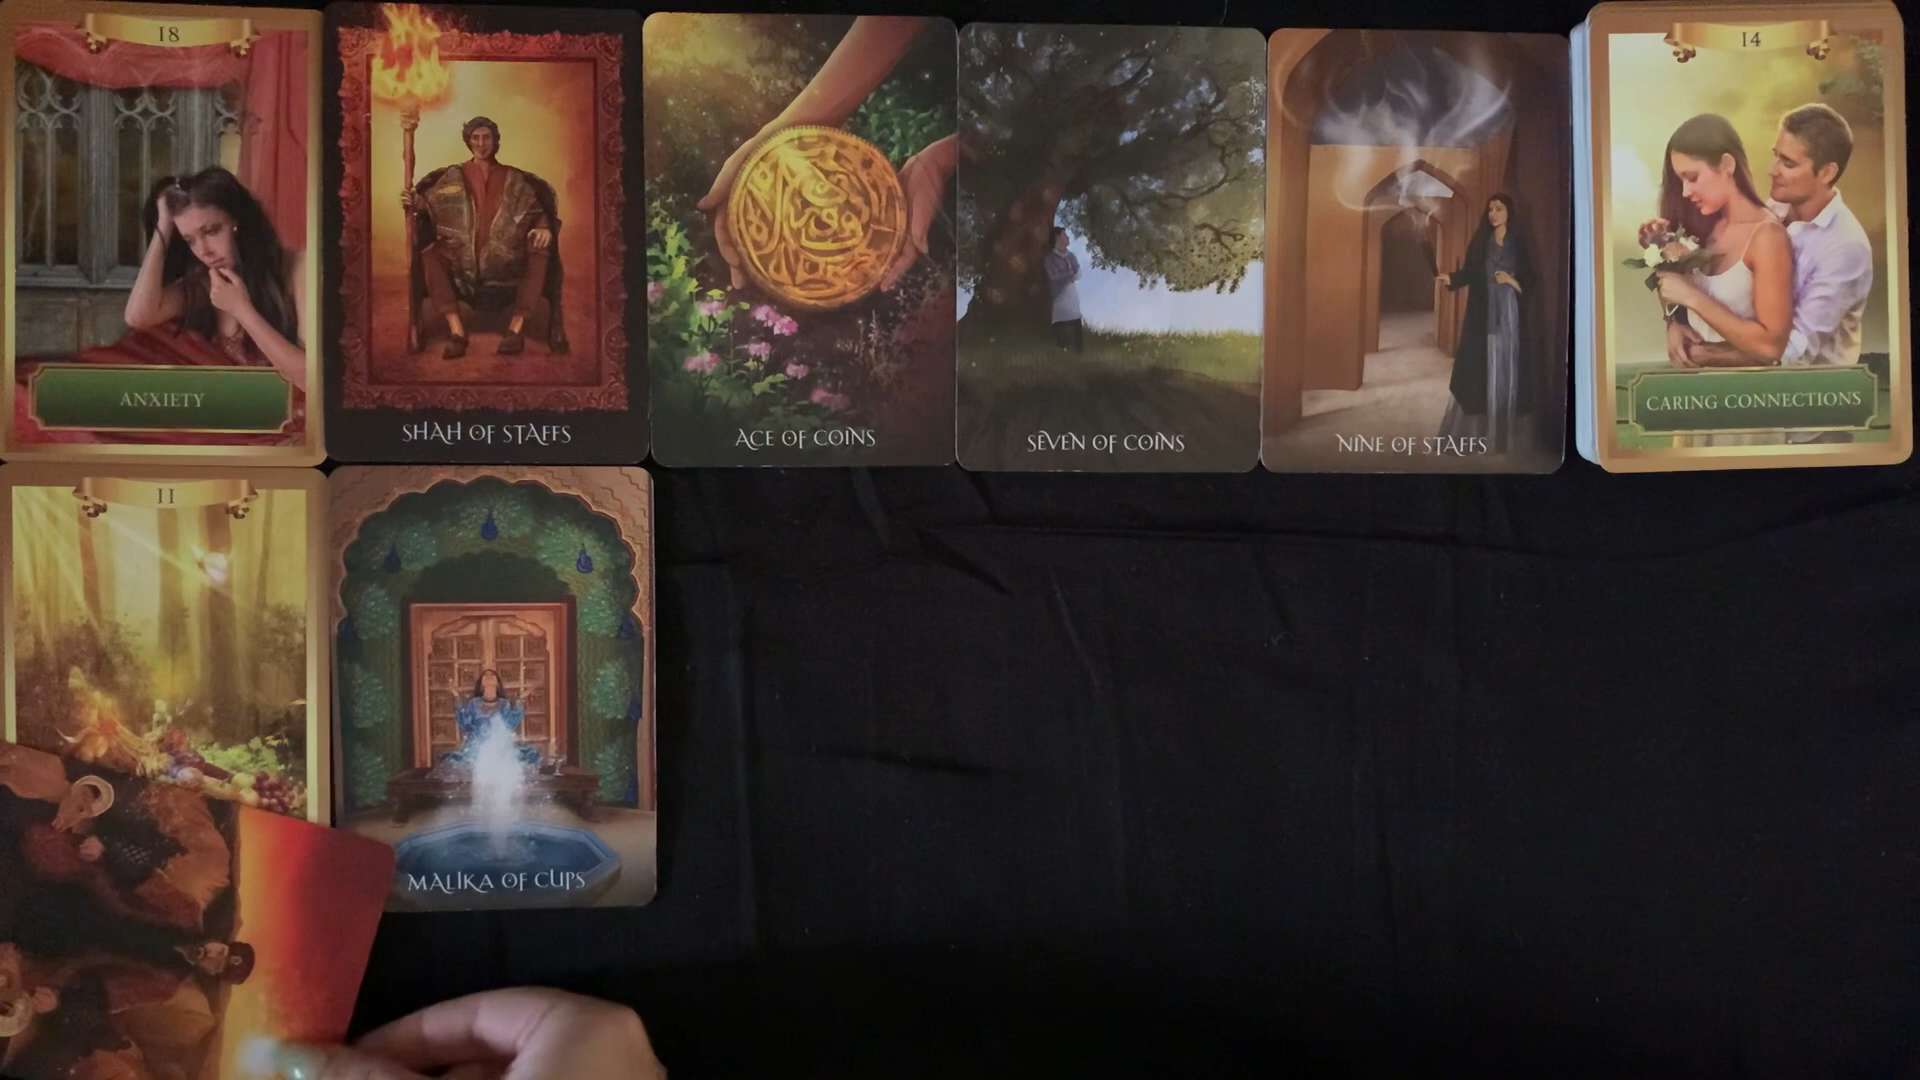 18
ANXIETY
SHAH OF STAFFS
ACE OF COINS
SEVEN OF COINS
NINE OF STAFFS
14
CARING CONNECTIONS
11
MALIKA OF CUPS